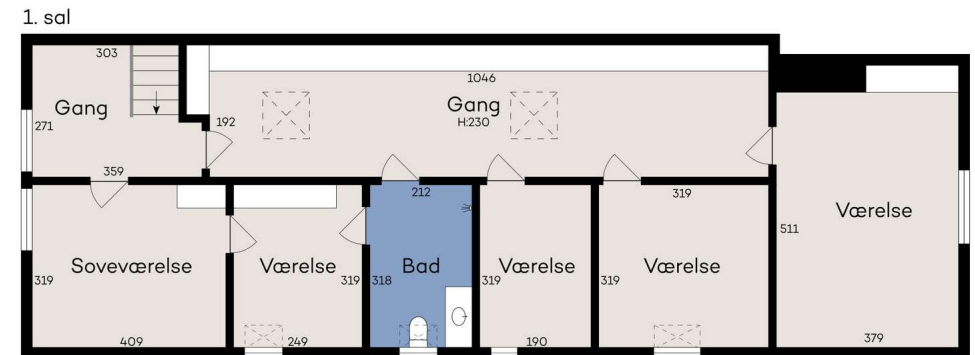 1. sal
303
1046
Gang
Gang
H:230
271
192
359
212
319
Værelse
511
Soveværelse
Værelse
Bad
Værelse
Værelse
319
319
318
319
319
409
249
190
379